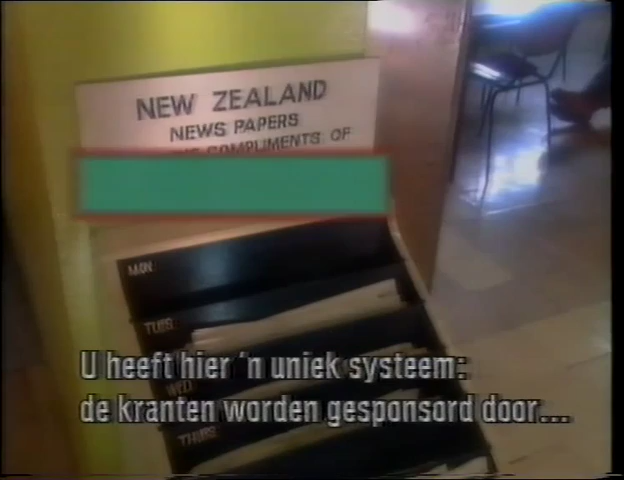 NEW ZEALAND
NEWS PAPERS
COMPLIMENTS OF
MON
TUES
WED
THURS
U heeft hier 'n uniek systeem:
de kranten worden gesponsord door...